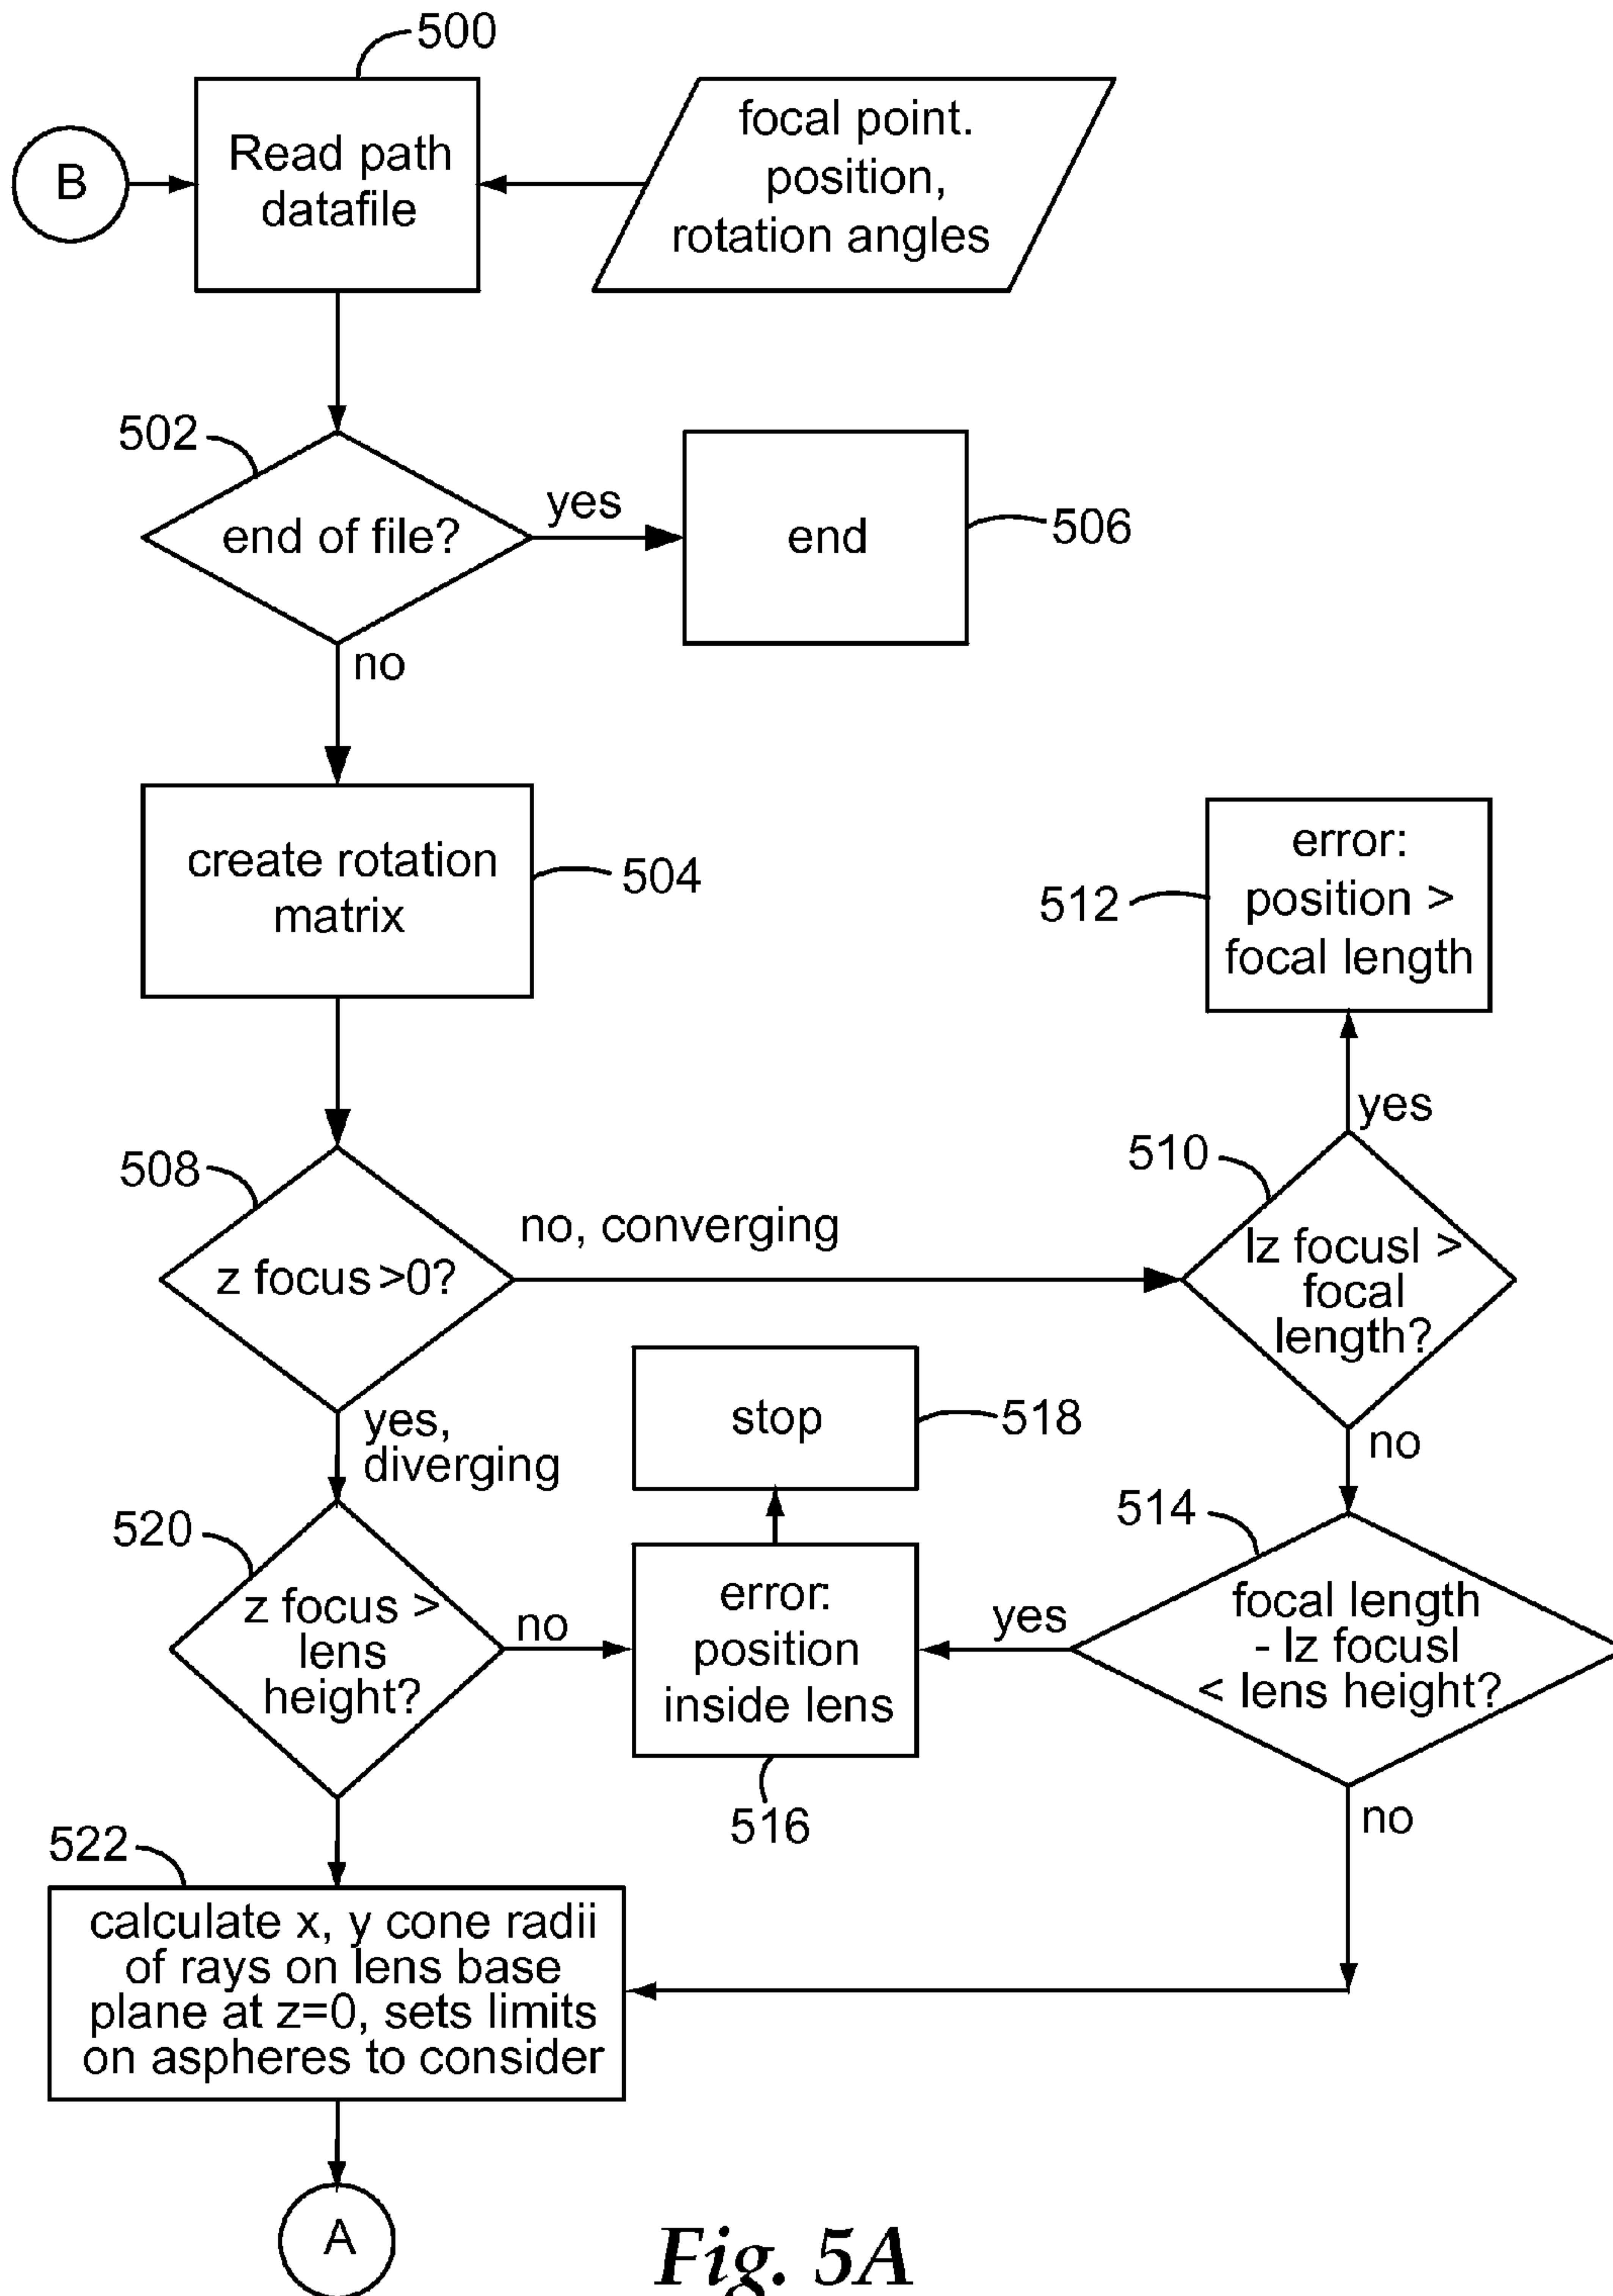 500
B
Read path
datafile
focal point.
position,
rotation angles
502
end of file?
yes
end
506
no
create rotation
matrix
504
error:
position >
focal length
512
yes
508
z focus >0?
no, converging
510
Iz focusl >
focal
length?
no
yes,
diverging
stop
518
520
z focus >
lens
height?
no
error:
position
inside lens
516
yes
514
focal length
- Iz focusl
< lens height?
no
522
calculate x, y cone radii
of rays on lens base
plane at z=0, sets limits
on aspheres to consider
A
Fig. 5A